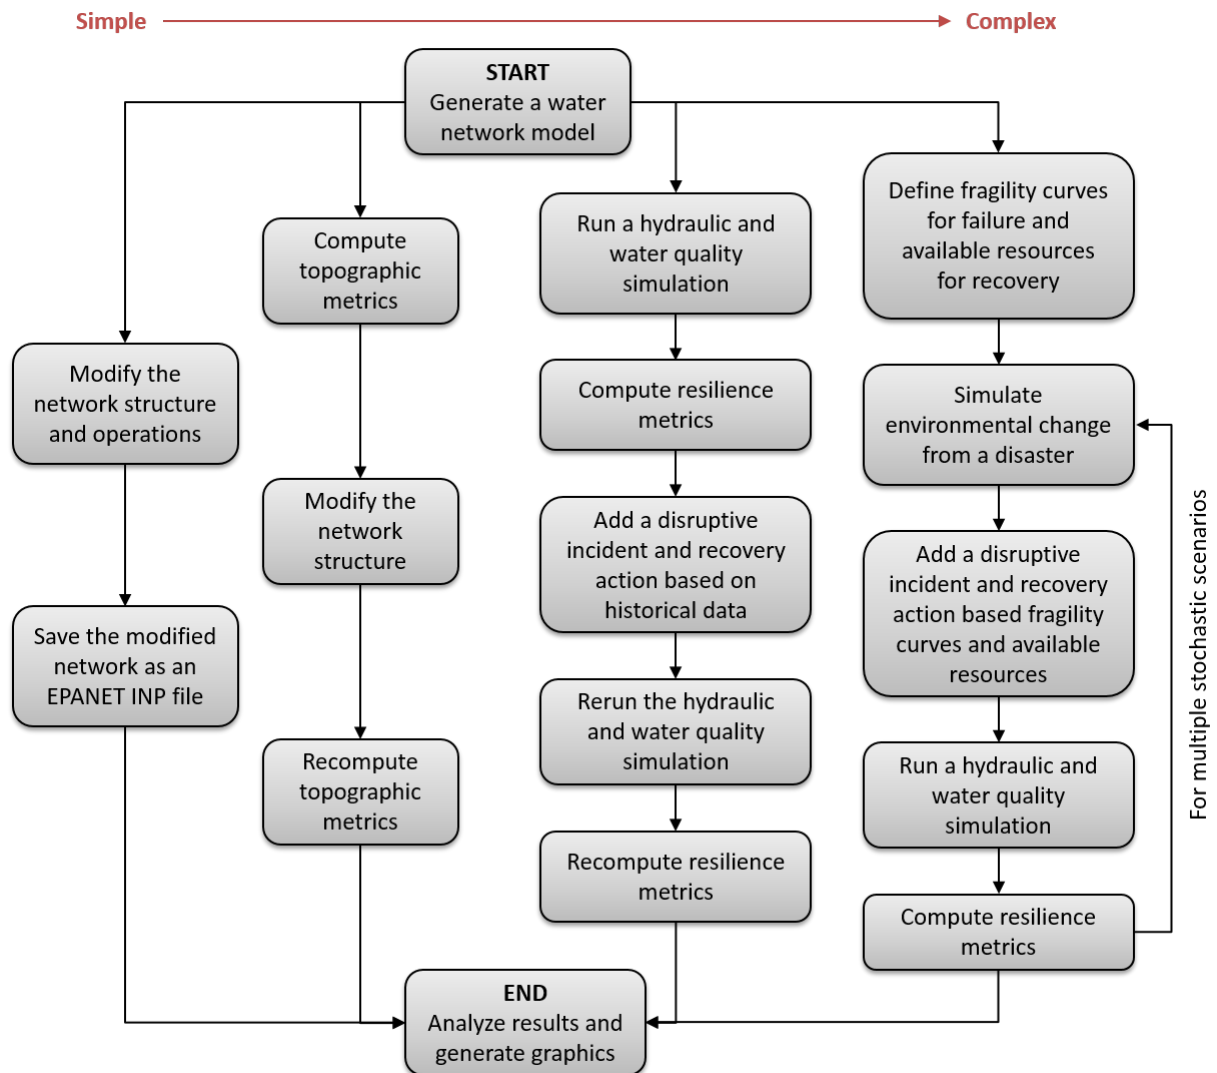 Simple
Complex
START
Generate a water
network model
Modify the
network structure
and operations
Save the modified
network as an
EPANET INP file
Compute
topographic
metrics
Modify the
network
structure
Recompute
topographic
metrics
Run a hydraulic and
water quality
simulation
Compute resilience
metrics
Add a disruptive
incident and recovery
action based on
historical data
Rerun the hydraulic
and water quality
simulation
Recompute resilience
metrics
Define fragility curves
for failure and
available resources
for recovery
Simulate
environmental change
from a disaster
Add a disruptive
incident and recovery
action based fragility
curves and available
resources
Run a hydraulic and
water quality
simulation
Compute resilience
metrics
For multiple stochastic scenarios
END
Analyze results and
generate graphics